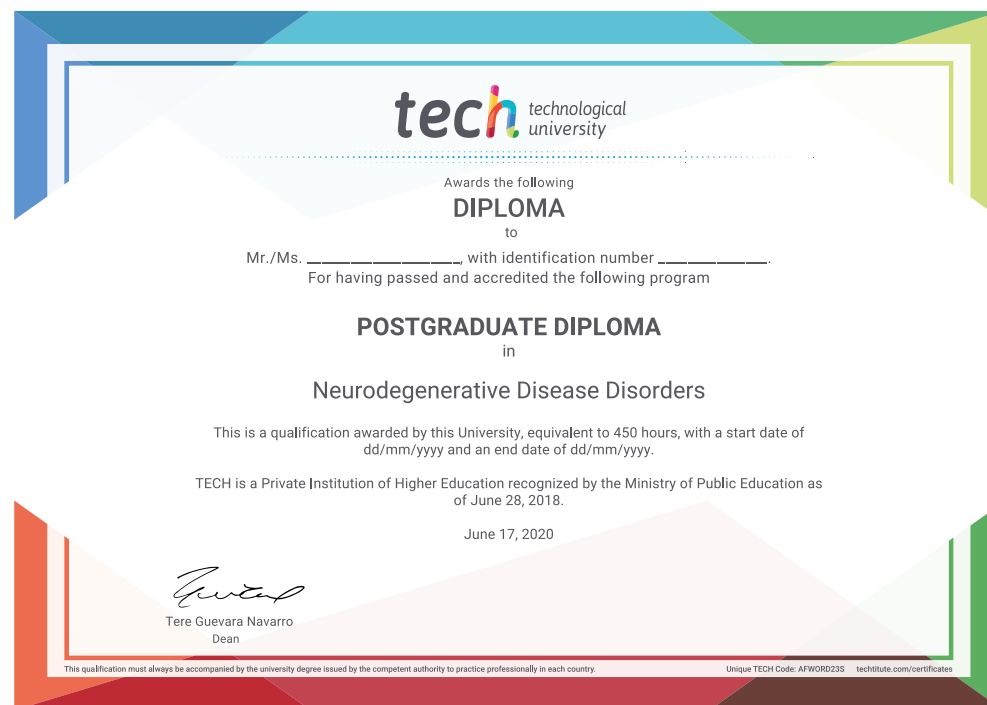 tech technological
university
Awards the following
DIPLOMA
to
Mr./Ms. ____________________, with identification number ______________.
For having passed and accredited the following program
POSTGRADUATE DIPLOMA
in
Neurodegenerative Disease Disorders
This is a qualification awarded by this University, equivalent to 450 hours, with a start date of
dd/mm/yyyy and an end date of dd/mm/yyyy.
TECH is a Private Institution of Higher Education recognized by the Ministry of Public Education as
of June 28, 2018.
June 17, 2020
Tere Guevara Navarro
Dean
This qualification must always be accompanied by the university degree issued by the competent authority to practice professionally in each country.
Unique TECH Code: AFWORD23S techtitute.com/certificates